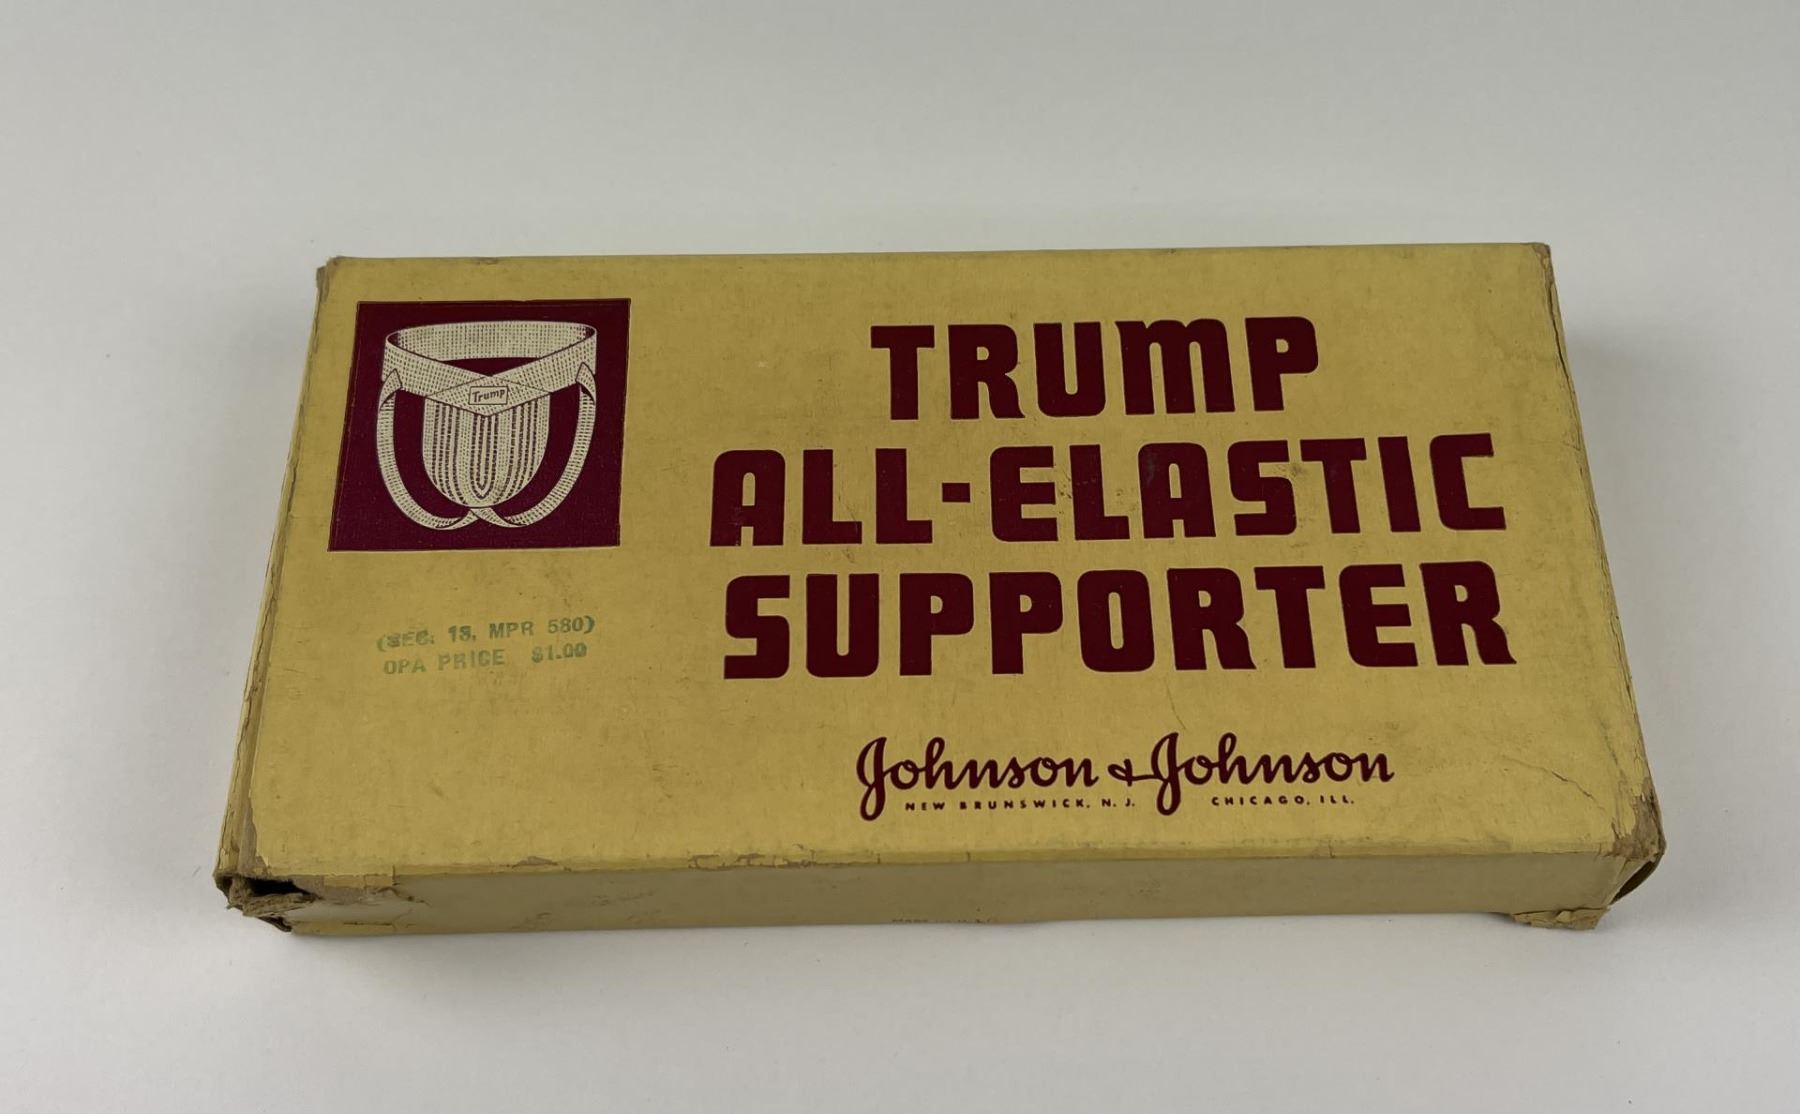 Trump
TRUMP
ALL-ELASTIC
SUPPORTER
(SEC. 13, MPR 580)
OPA PRICE $1.00
Johnson & Johnson
NEW BRUNSWICK, N. J. CHICAGO, ILL.